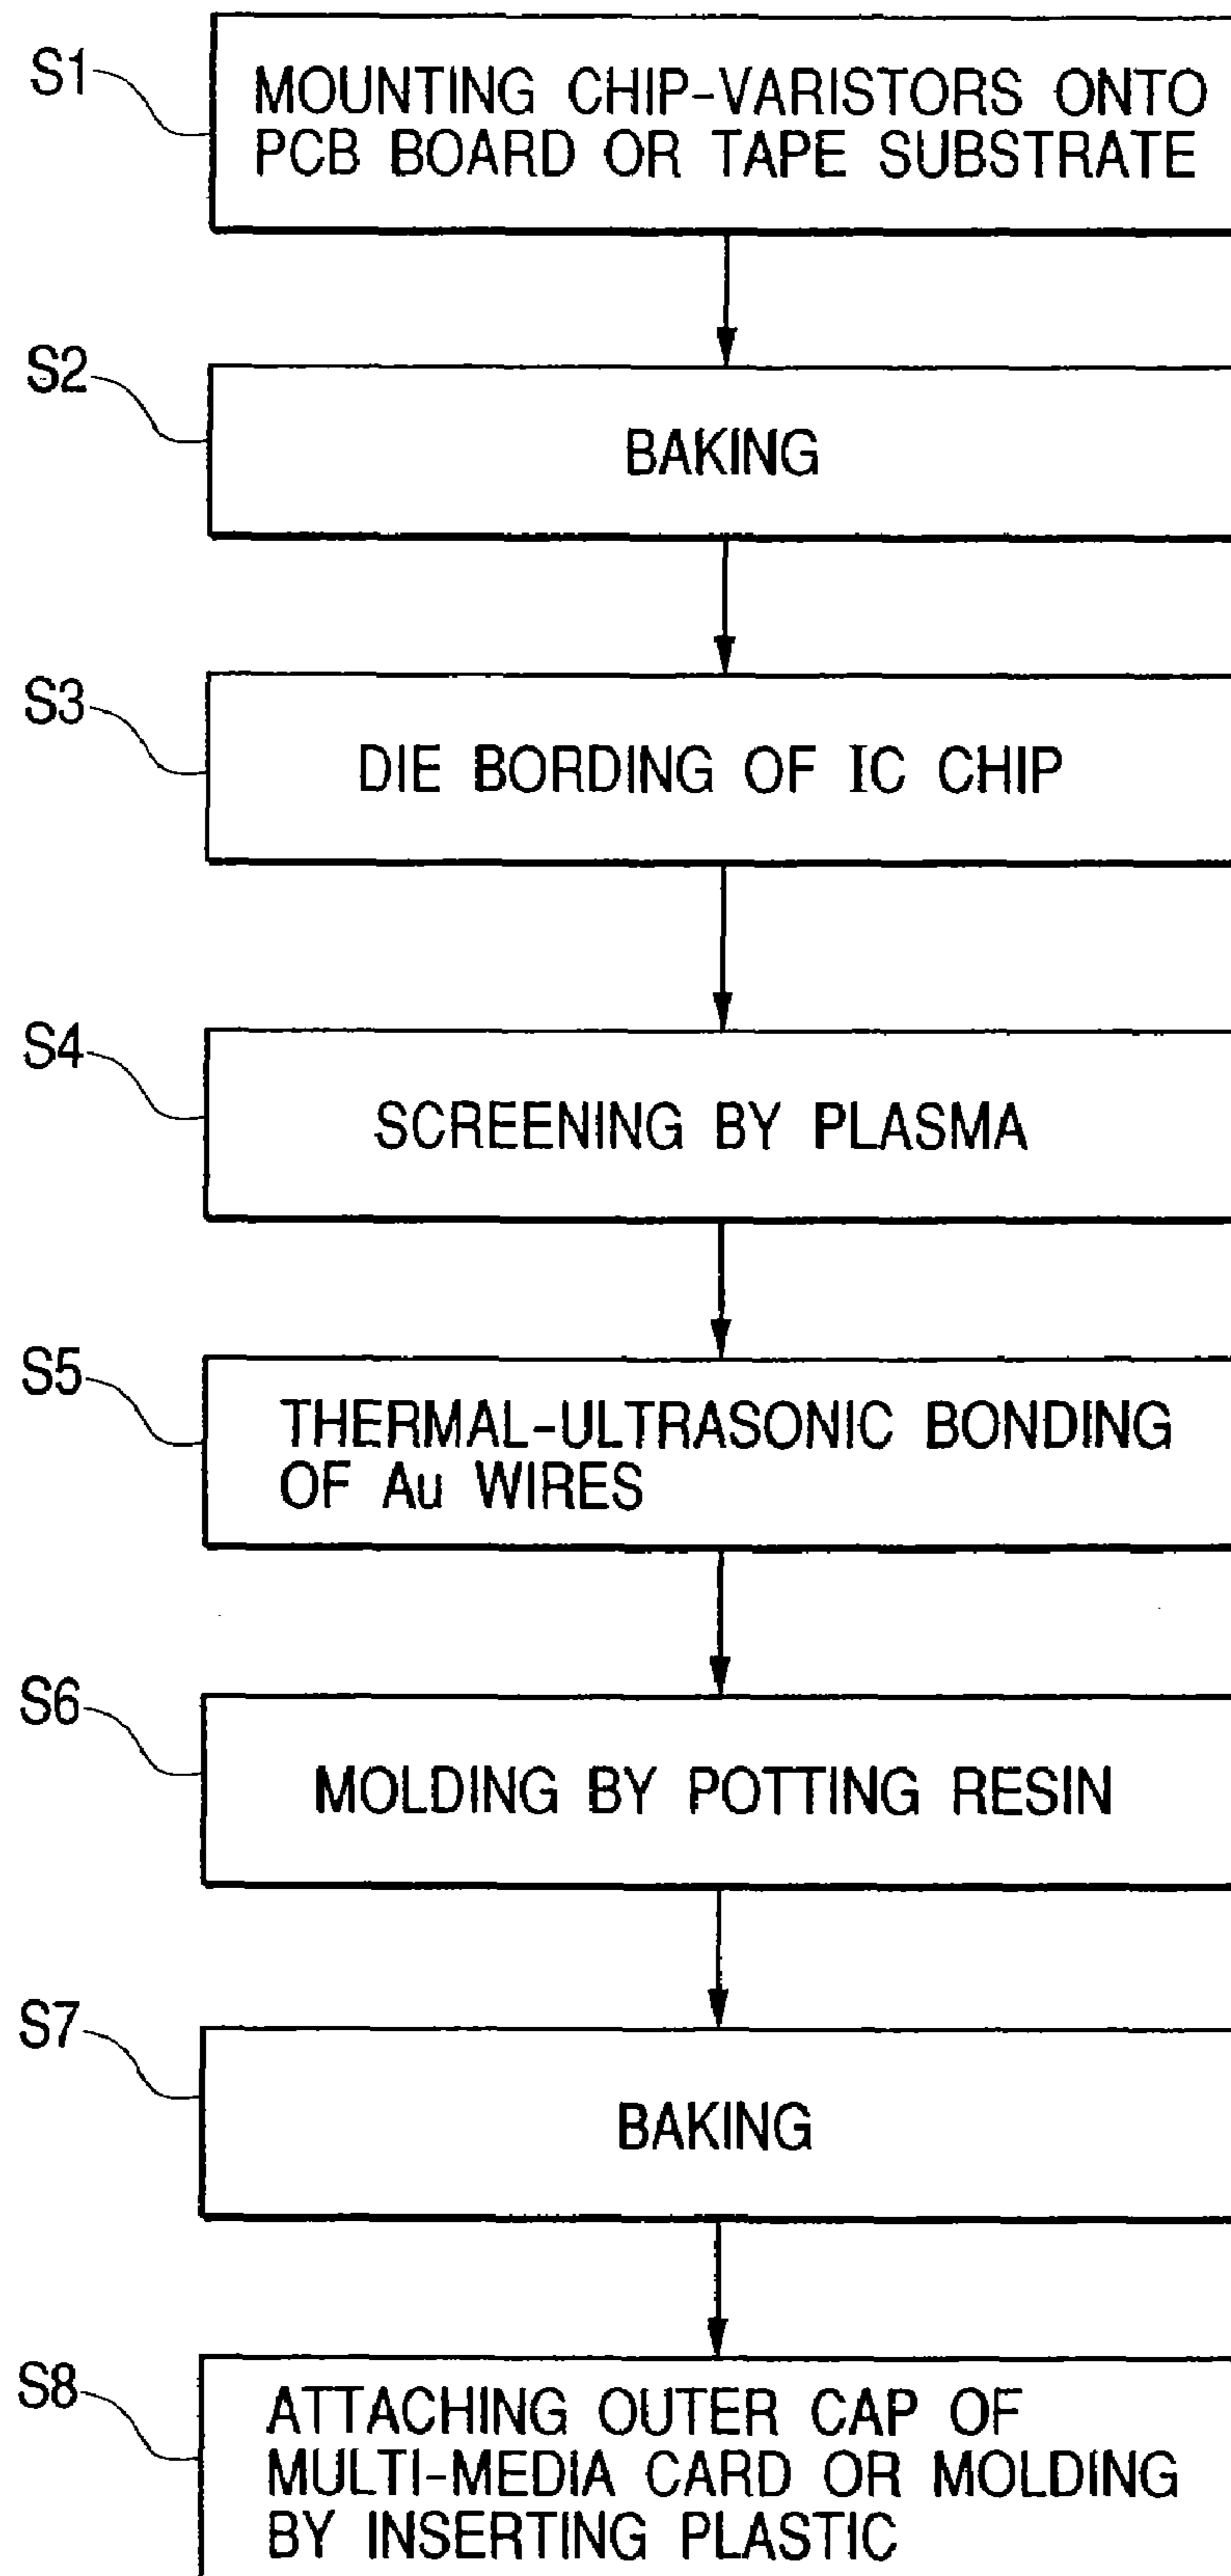 S1
MOUNTING CHIP-VARISTORS ONTO
PCB BOARD OR TAPE SUBSTRATE
S2
BAKING
S3
DIE BORDING OF IC CHIP
S4
SCREENING BY PLASMA
S5
THERMAL-ULTRASONIC BONDING
OF Au WIRES
S6
MOLDING BY POTTING RESIN
S7
BAKING
S8
ATTACHING OUTER CAP OF
MULTI-MEDIA CARD OR MOLDING
BY INSERTING PLASTIC